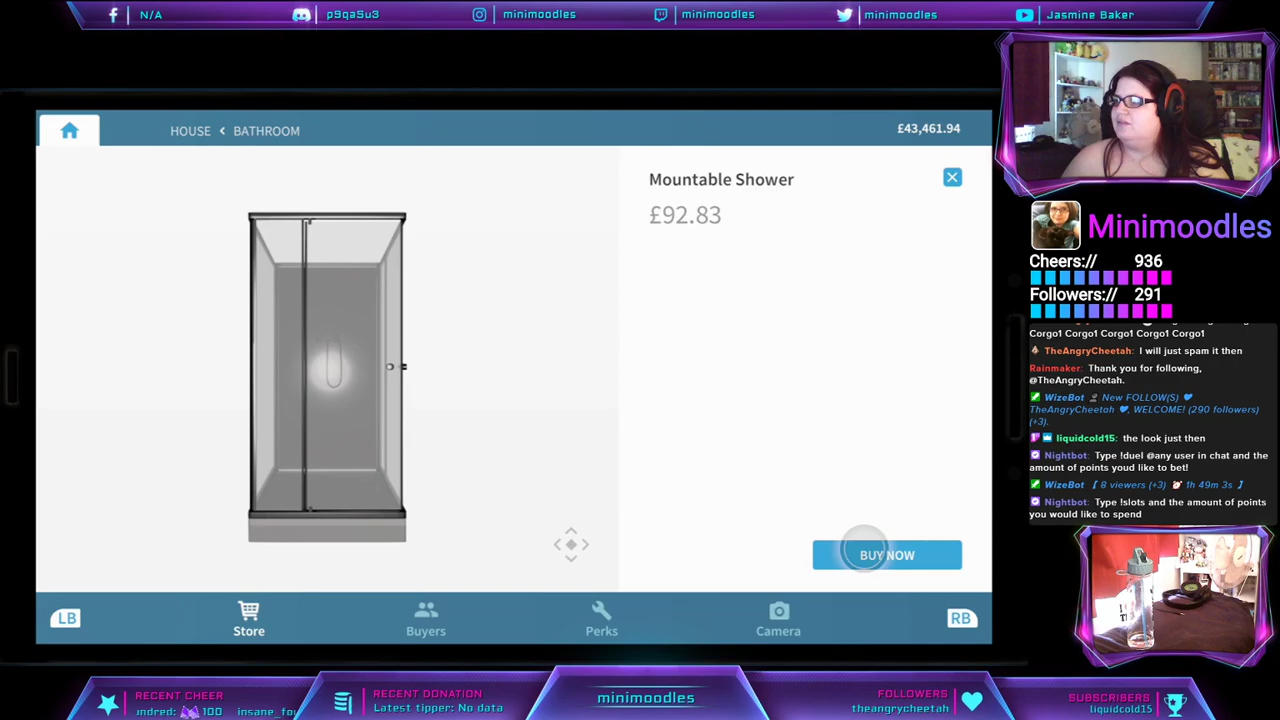 N/A
p9qaSu3
minimoodles
minimoodles
minimoodles
Jasmine Baker
HOUSE < BATHROOM
£43,461.94
Mountable Shower
£92.83
BUY NOW
LB
Store
Buyers
Perks
Camera
RB
Minimoodles
Cheers:// 936
Followers:// 291
Corgo1 Corgo1 Corgo1 Corgo1 Corgo1
TheAngryCheetah: I will just spam it then
Rainmaker: Thank you for following,
@TheAngryCheetah.
WizeBot New FOLLOW(S)
TheAngryCheetah , WELCOME! (290 followers)
(+3).
liquidcold15: the look just then
Nightbot: Type !duel @any user in chat and the
amount of points youd like to bet!
WizeBot [ 8 viewers (+3) 1h 49m 3s ]
Nightbot: Type !slots and the amount of points
you would like to spend
RECENT CHEER
ndred: 100 insane_fou
RECENT DONATION
Latest tipper: No data
minimoodles
FOLLOWERS
theangrycheetah
SUBSCRIBERS
liquidcold15